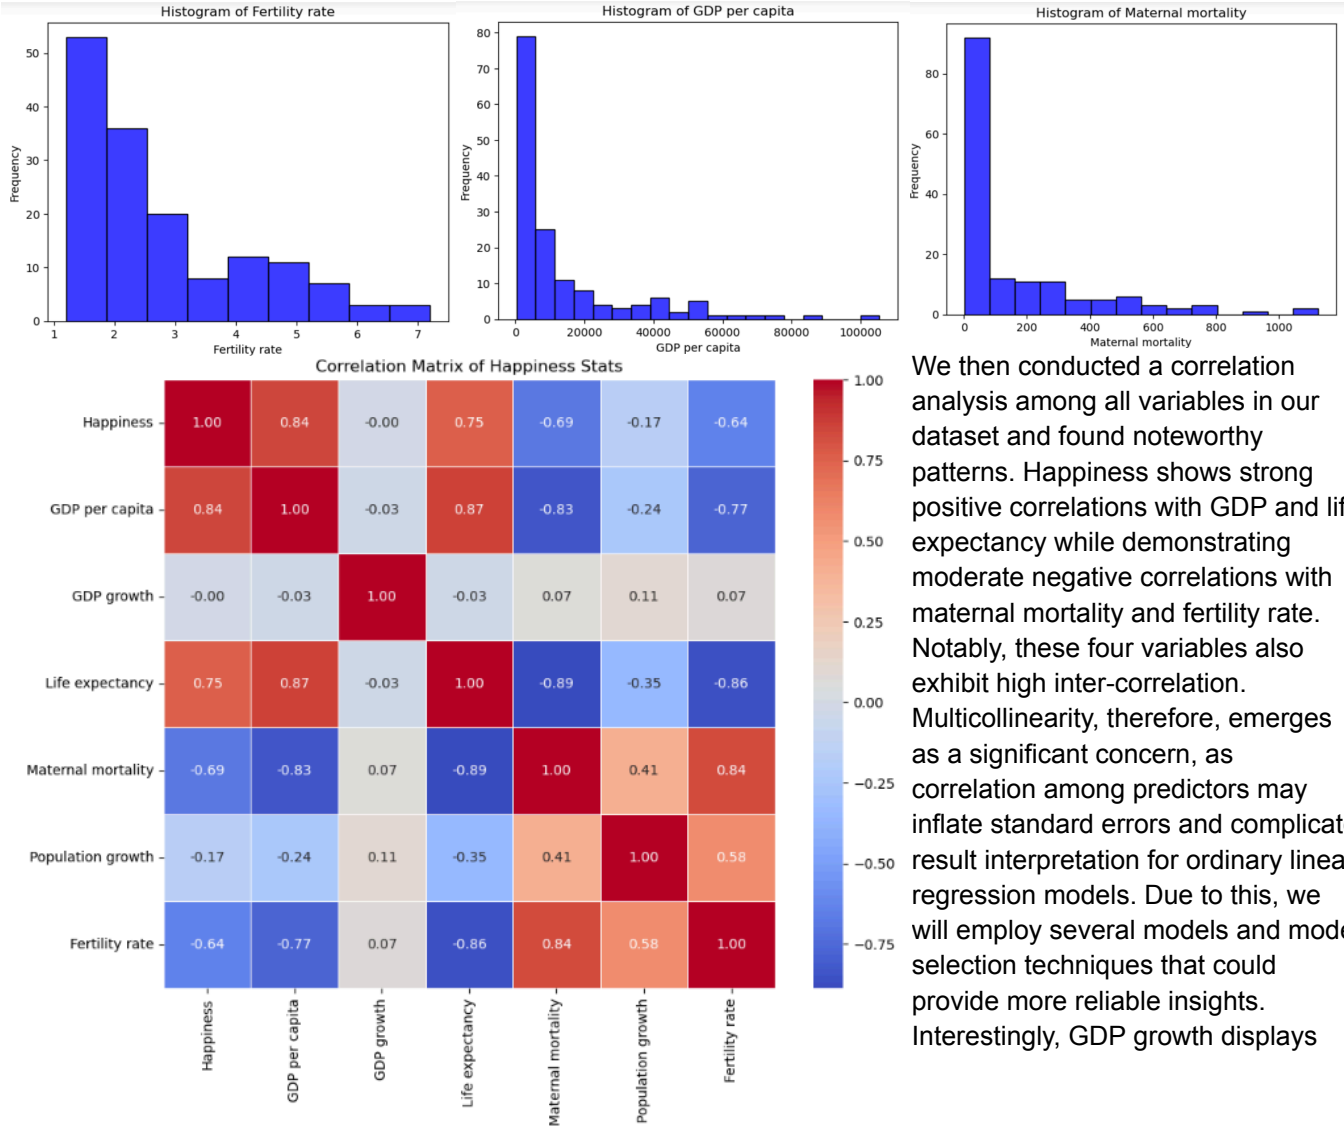 Histogram of Fertility rate
50
40
30
20
10
0
Frequency
1 2 3 4 5 6 7
Fertility rate
Histogram of GDP per capita
80
70
60
50
40
30
20
10
0
Frequency
0 20000 40000 60000 80000 100000
GDP per capita
Histogram of Maternal mortality
80
60
40
20
0
Frequency
0 200 400 600 800 1000
Maternal mortality
Correlation Matrix of Happiness Stats
Happiness 1.00 0.84 -0.00 0.75 -0.69 -0.17 -0.64
GDP per capita 0.84 1.00 -0.03 0.87 -0.83 -0.24 -0.77
GDP growth -0.00 -0.03 1.00 -0.03 0.07 0.11 0.07
Life expectancy 0.75 0.87 -0.03 1.00 -0.89 -0.35 -0.86
Maternal mortality -0.69 -0.83 0.07 -0.89 1.00 0.41 0.84
Population growth -0.17 -0.24 0.11 -0.35 0.41 1.00 0.58
Fertility rate -0.64 -0.77 0.07 -0.86 0.84 0.58 1.00
Happiness
GDP per capita
GDP growth
Life expectancy
Maternal mortality
Population growth
Fertility rate
1.00
0.75
0.50
0.25
0.00
−0.25
−0.50
−0.75
We then conducted a correlation
analysis among all variables in our
dataset and found noteworthy
patterns. Happiness shows strong
positive correlations with GDP and lif
expectancy while demonstrating
moderate negative correlations with
maternal mortality and fertility rate.
Notably, these four variables also
exhibit high inter-correlation.
Multicollinearity, therefore, emerges
as a significant concern, as
correlation among predictors may
inflate standard errors and complicat
result interpretation for ordinary linea
regression models. Due to this, we
will employ several models and mode
selection techniques that could
provide more reliable insights.
Interestingly, GDP growth displays